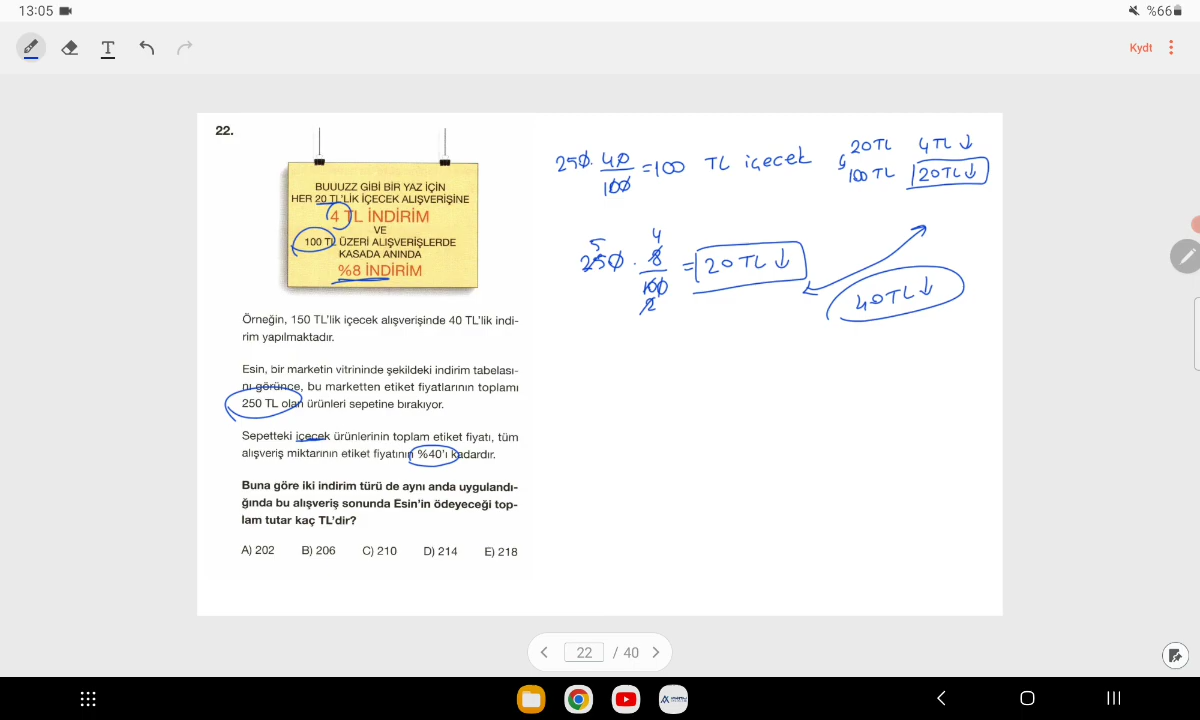 13:05
%66
Kydt
22.
BUUUZZ GİBİ BİR YAZ İÇİN
HER 20 TL'LİK İÇECEK ALIŞVERİŞİNE
4 TL İNDİRİM
VE
100 TL ÜZERİ ALIŞVERİŞLERDE
KASADA ANINDA
%8 İNDİRİM
Örneğin, 150 TL'lik içecek alışverişinde 40 TL'lik indi-
rim yapılmaktadır.
Esin, bir marketin vitrininde şekildeki indirim tabelası-
nı görünce, bu marketten etiket fiyatlarının toplamı
250 TL olan ürünleri sepetine bırakıyor.
Sepetteki içecek ürünlerinin toplam etiket fiyatı, tüm
alışveriş miktarının etiket fiyatının %40'ı kadardır.
Buna göre iki indirim türü de aynı anda uygulandı-
ğında bu alışveriş sonunda Esin'in ödeyeceği top-
lam tutar kaç TL'dir?
A) 202 B) 206 C) 210 D) 214 E) 218
250 . 40/100 = 100 TL içecek
20 TL 4 TL ↓
100 TL 20 TL ↓
5 4
250 . 8/100 = 20 TL ↓
2
40 TL ↓
22 / 40